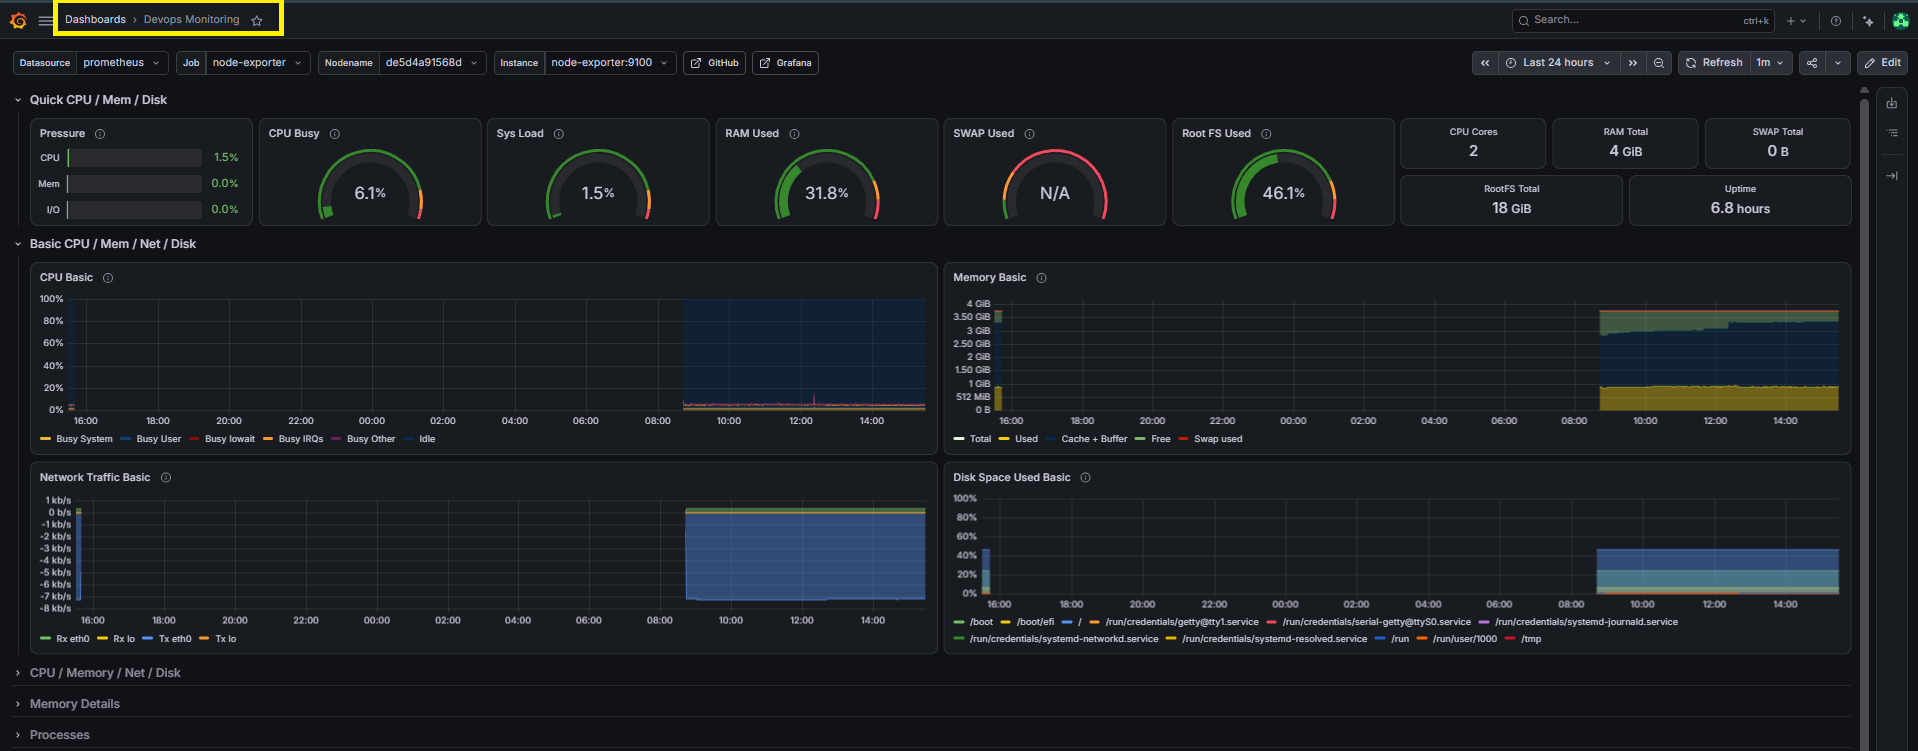 Dashboards › Devops Monitoring
Search... ctrl+k
Datasource prometheus Job node-exporter Nodename de5d4a91568d Instance node-exporter:9100 GitHub Grafana Last 24 hours Refresh 1m Edit
Quick CPU / Mem / Disk
Pressure
CPU 1.5%
Mem 0.0%
I/O 0.0%
CPU Busy
6.1%
Sys Load
1.5%
RAM Used
31.8%
SWAP Used
N/A
Root FS Used
46.1%
CPU Cores
2
RAM Total
4 GiB
SWAP Total
0 B
RootFS Total
18 GiB
Uptime
6.8 hours
Basic CPU / Mem / Net / Disk
CPU Basic
100%
80%
60%
40%
20%
0%
16:00 18:00 20:00 22:00 00:00 02:00 04:00 06:00 08:00 10:00 12:00 14:00
Busy System Busy User Busy Iowait Busy IRQs Busy Other Idle
Memory Basic
4 GiB
3.50 GiB
3 GiB
2.50 GiB
2 GiB
1.50 GiB
1 GiB
512 MiB
0 B
16:00 18:00 20:00 22:00 00:00 02:00 04:00 06:00 08:00 10:00 12:00 14:00
Total Used Cache + Buffer Free Swap used
Network Traffic Basic
1 kb/s
0 b/s
-1 kb/s
-2 kb/s
-3 kb/s
-4 kb/s
-5 kb/s
-6 kb/s
-7 kb/s
-8 kb/s
16:00 18:00 20:00 22:00 00:00 02:00 04:00 06:00 08:00 10:00 12:00 14:00
Rx eth0 Rx lo Tx eth0 Tx lo
Disk Space Used Basic
100%
80%
60%
40%
20%
0%
16:00 18:00 20:00 22:00 00:00 02:00 04:00 06:00 08:00 10:00 12:00 14:00
/boot /boot/efi / /run/credentials/getty@tty1.service /run/credentials/serial-getty@ttyS0.service /run/credentials/systemd-journald.service
/run/credentials/systemd-networkd.service /run/credentials/systemd-resolved.service /run /run/user/1000 /tmp
CPU / Memory / Net / Disk
Memory Details
Processes